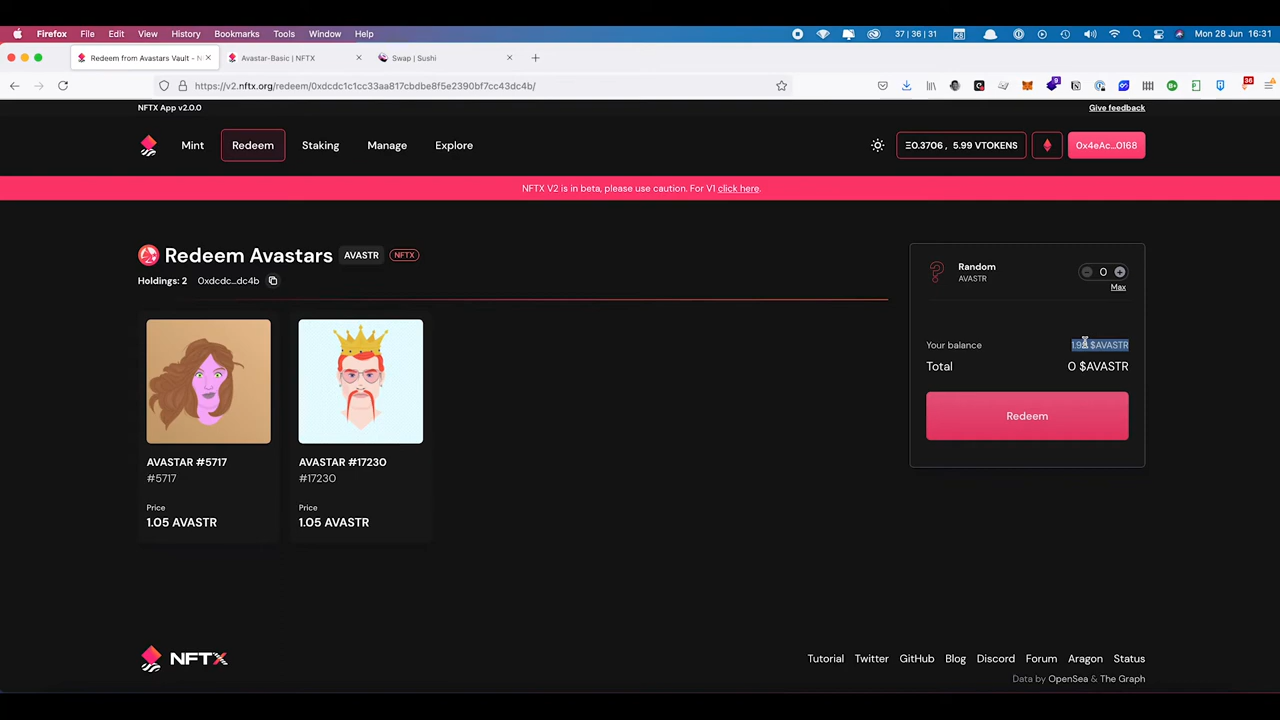 Firefox File Edit View History Bookmarks Tools Window Help 37 | 36 | 31 28 Mon 28 Jun 16:31
Redeem from Avastars Vault - N Avastar-Basic | NFTX Swap | Sushi
https://v2.nftx.org/redeem/0xdcdc1c1cc33aa817cbdbe8f5e2390bf7cc43dc4b/ 9 36
NFTX App v2.0.0 Give feedback
Mint Redeem Staking Manage Explore Ξ0.3706 , 5.99 VTOKENS 0x4eAc...0168
NFTX V2 is in beta, please use caution. For V1 click here.
Redeem Avastars AVASTR NFTX
Holdings: 2 0xdcdc...dc4b
Random
AVASTR
0
Max
Your balance $AVASTR
Total 0 $AVASTR
Redeem
AVASTAR #5717
#5717
Price
1.05 AVASTR
AVASTAR #17230
#17230
Price
1.05 AVASTR
NFTX
Tutorial Twitter GitHub Blog Discord Forum Aragon Status
Data by OpenSea & The Graph